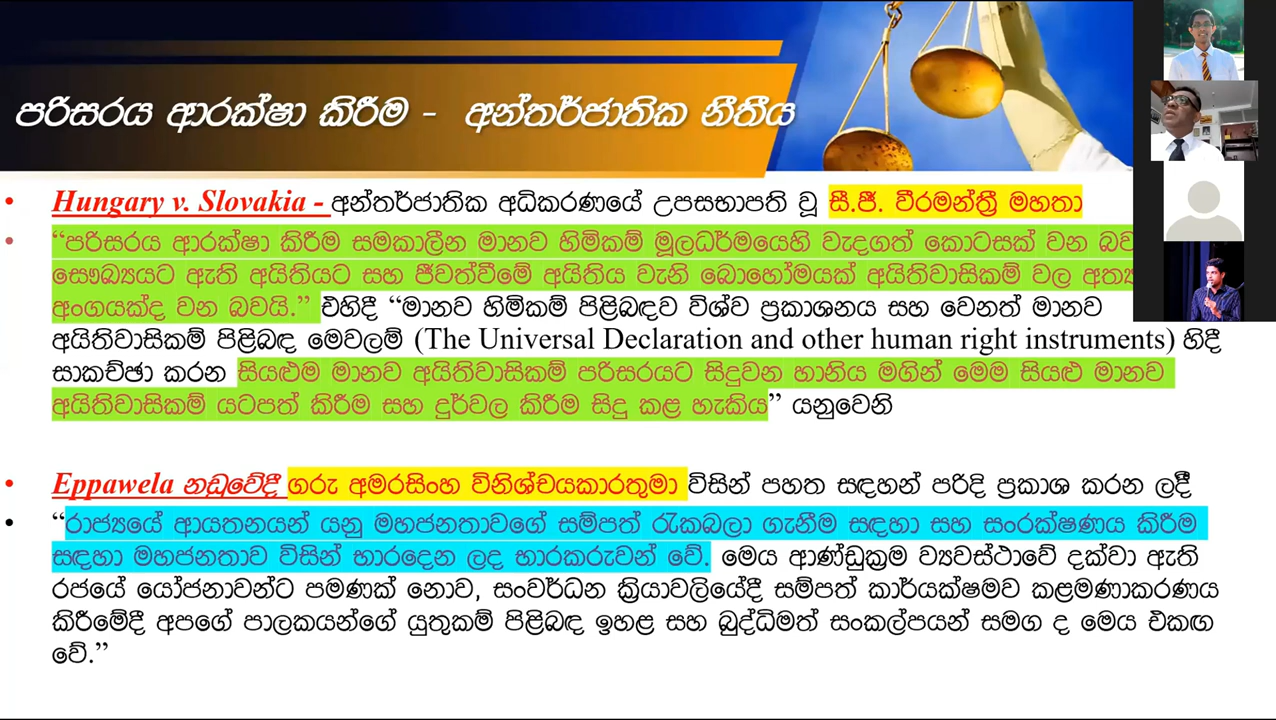 පරිසරය ආරක්ෂා කිරීම - අන්තර්ජාතික නීතීය
• Hungary v. Slovakia - අන්තර්ජාතික අධිකරණයේ උපසභාපති වූ සී.ජී. වීරමන්ත්‍රී මහතා
• “පරිසරය ආරක්ෂා කිරීම සමකාලීන මානව හිමිකම් මූලධර්මයෙහි වැදගත් කොටසක් වන
සෞඛ්‍යයට ඇති අයිතියට සහ ජීවත්වීමේ අයිතිය වැනි බොහෝමයක් අයිතිවාසිකම් වල
අංගයක්ද වන බවයි.” එහිදී “මානව හිමිකම් පිළිබඳව විශ්ව ප්‍රකාශනය සහ වෙනත් මානව
අයිතිවාසිකම් පිළිබඳ මෙවලම් (The Universal Declaration and other human right instruments) හිදී
සාකච්ඡා කරන සියළුම මානව අයිතිවාසිකම් පරිසරයට සිදුවන හානිය මගින් මෙම සියළු මානව
අයිතිවාසිකම් යටපත් කිරීම සහ දුර්වල කිරීම සිදු කළ හැකිය” යනුවෙනි
• Eppawela නඩුවේදී ගරු අමරසිංහ විනිශ්චයකාරතුමා විසින් පහත සඳහන් පරිදි ප්‍රකාශ කරන ලදී
• “රාජ්‍යයේ ආයතනයන් යනු මහජනතාවගේ සම්පත් රැකබලා ගැනීම සඳහා සහ සංරක්ෂණය කිරීම
සඳහා මහජනතාව විසින් භාරදෙන ලද භාරකරුවන් වේ. මෙය ආණ්ඩුක්‍රම ව්‍යවස්ථාවේ දක්වා ඇති
රජයේ යෝජනාවන්ට පමණක් නොව, සංවර්ධන ක්‍රියාවලියේදී සම්පත් කාර්යක්ෂමව කළමණාකරණය
කිරීමේදී අපගේ පාලකයන්ගේ යුතුකම් පිළිබඳ ඉහළ සහ බුද්ධිමත් සංකල්පයන් සමග ද මෙය එකඟ
වේ.”